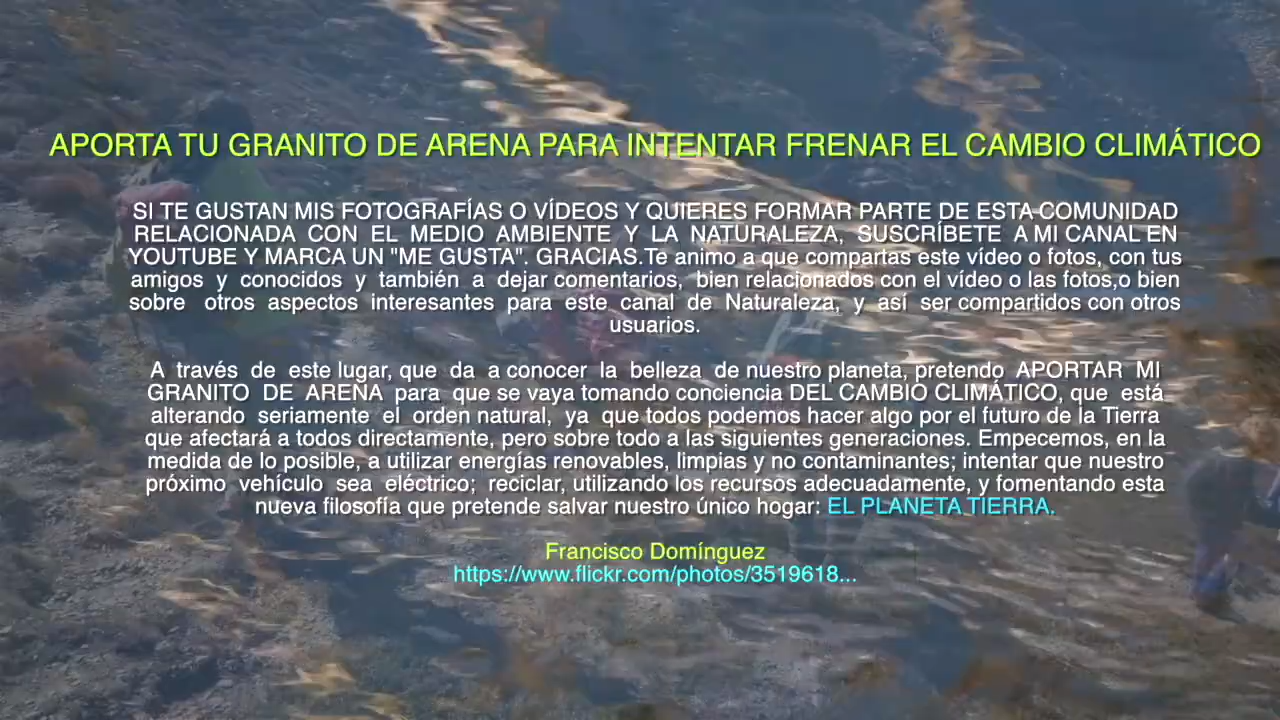 APORTA TU GRANITO DE ARENA PARA INTENTAR FRENAR EL CAMBIO CLIMÁTICO
SI TE GUSTAN MIS FOTOGRAFÍAS O VÍDEOS Y QUIERES FORMAR PARTE DE ESTA COMUNIDAD
RELACIONADA CON EL MEDIO AMBIENTE Y LA NATURALEZA, SUSCRÍBETE A MI CANAL EN
YOUTUBE Y MARCA UN "ME GUSTA". GRACIAS.Te animo a que compartas este vídeo o fotos, con tus
amigos y conocidos y también a dejar comentarios, bien relacionados con el vídeo o las fotos,o bien
sobre otros aspectos interesantes para este canal de Naturaleza, y así ser compartidos con otros
usuarios.
A través de este lugar, que da a conocer la belleza de nuestro planeta, pretendo APORTAR MI
GRANITO DE ARENA para que se vaya tomando conciencia DEL CAMBIO CLIMÁTICO, que está
alterando seriamente el orden natural, ya que todos podemos hacer algo por el futuro de la Tierra
que afectará a todos directamente, pero sobre todo a las siguientes generaciones. Empecemos, en la
medida de lo posible, a utilizar energías renovables, limpias y no contaminantes; intentar que nuestro
próximo vehículo sea eléctrico; reciclar, utilizando los recursos adecuadamente, y fomentando esta
nueva filosofía que pretende salvar nuestro único hogar: EL PLANETA TIERRA.
Francisco Domínguez
https://www.flickr.com/photos/3519618...